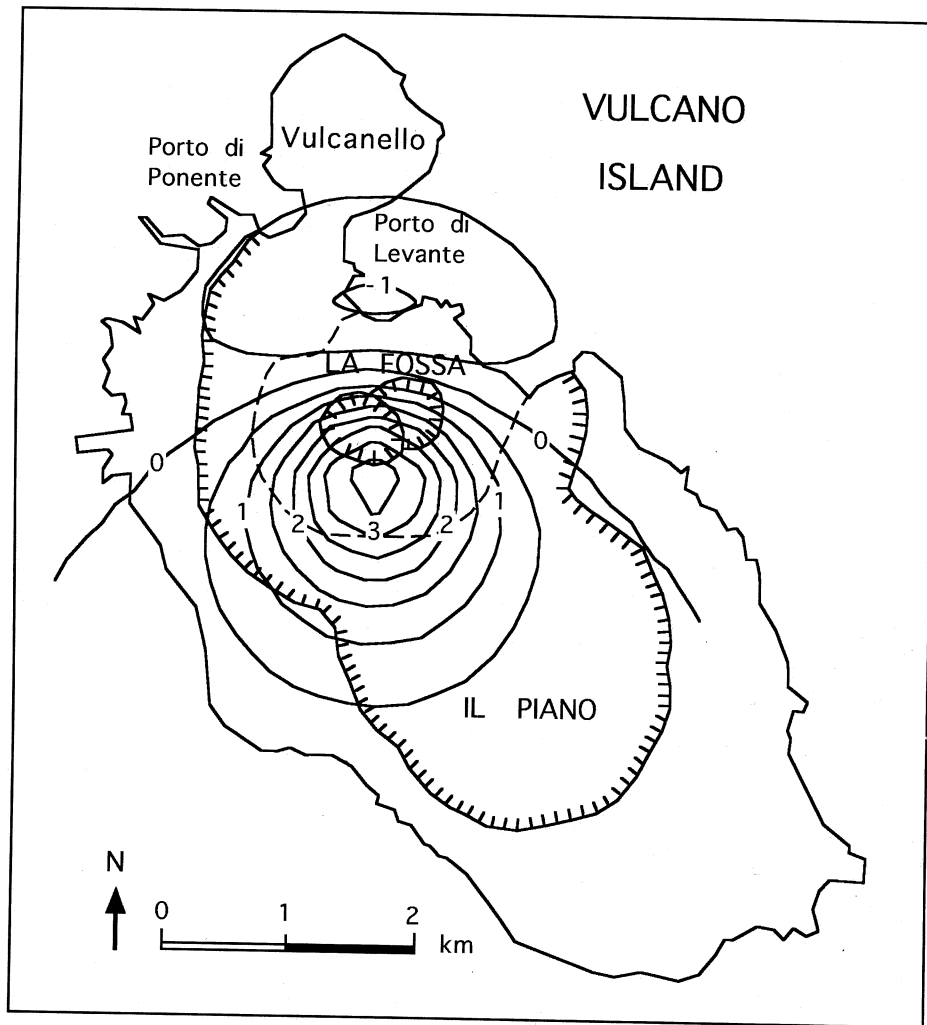 VULCANO
ISLAND
Vulcanello
Porto di
Ponente
Porto di
Levante
-1
LA FOSSA
0
0
1
2
3
2
1
IL PIANO
N
0 1 2
km